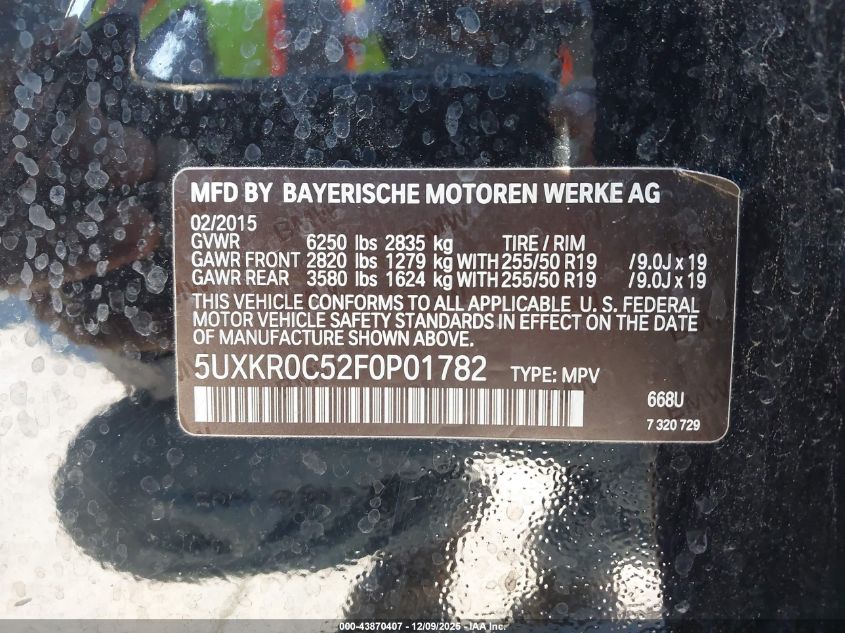 MFD BY BAYERISCHE MOTOREN WERKE AG
02/2015
GVWR 6250 lbs 2835 kg TIRE / RIM
GAWR FRONT 2820 lbs 1279 kg WITH 255/50 R19 / 9.0J x 19
GAWR REAR 3580 lbs 1624 kg WITH 255/50 R19 / 9.0J x 19
THIS VEHICLE CONFORMS TO ALL APPLICABLE U. S. FEDERAL
MOTOR VEHICLE SAFETY STANDARDS IN EFFECT ON THE DATE
OF MANUFACTURE SHOWN ABOVE.
5UXKR0C52F0P01782 TYPE: MPV
668U
7 320 729
000-43870407 - 12/09/2025 - IAA Inc.